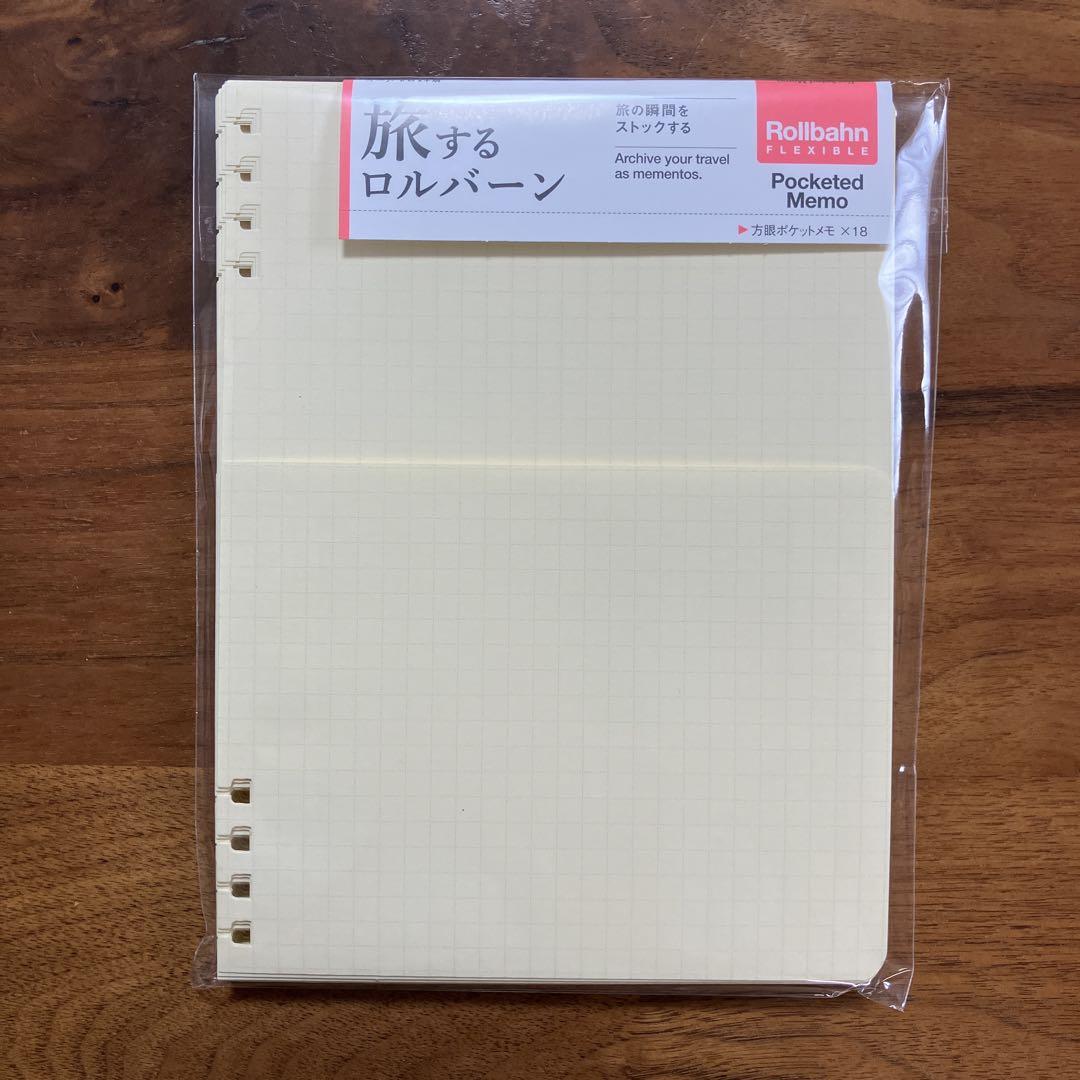 旅する
ロルバーン
旅の瞬間を
ストックする
Archive your travel
as mementos.
Rollbahn
FLEXIBLE
Pocketed
Memo
▶ 方眼ポケットメモ ×18